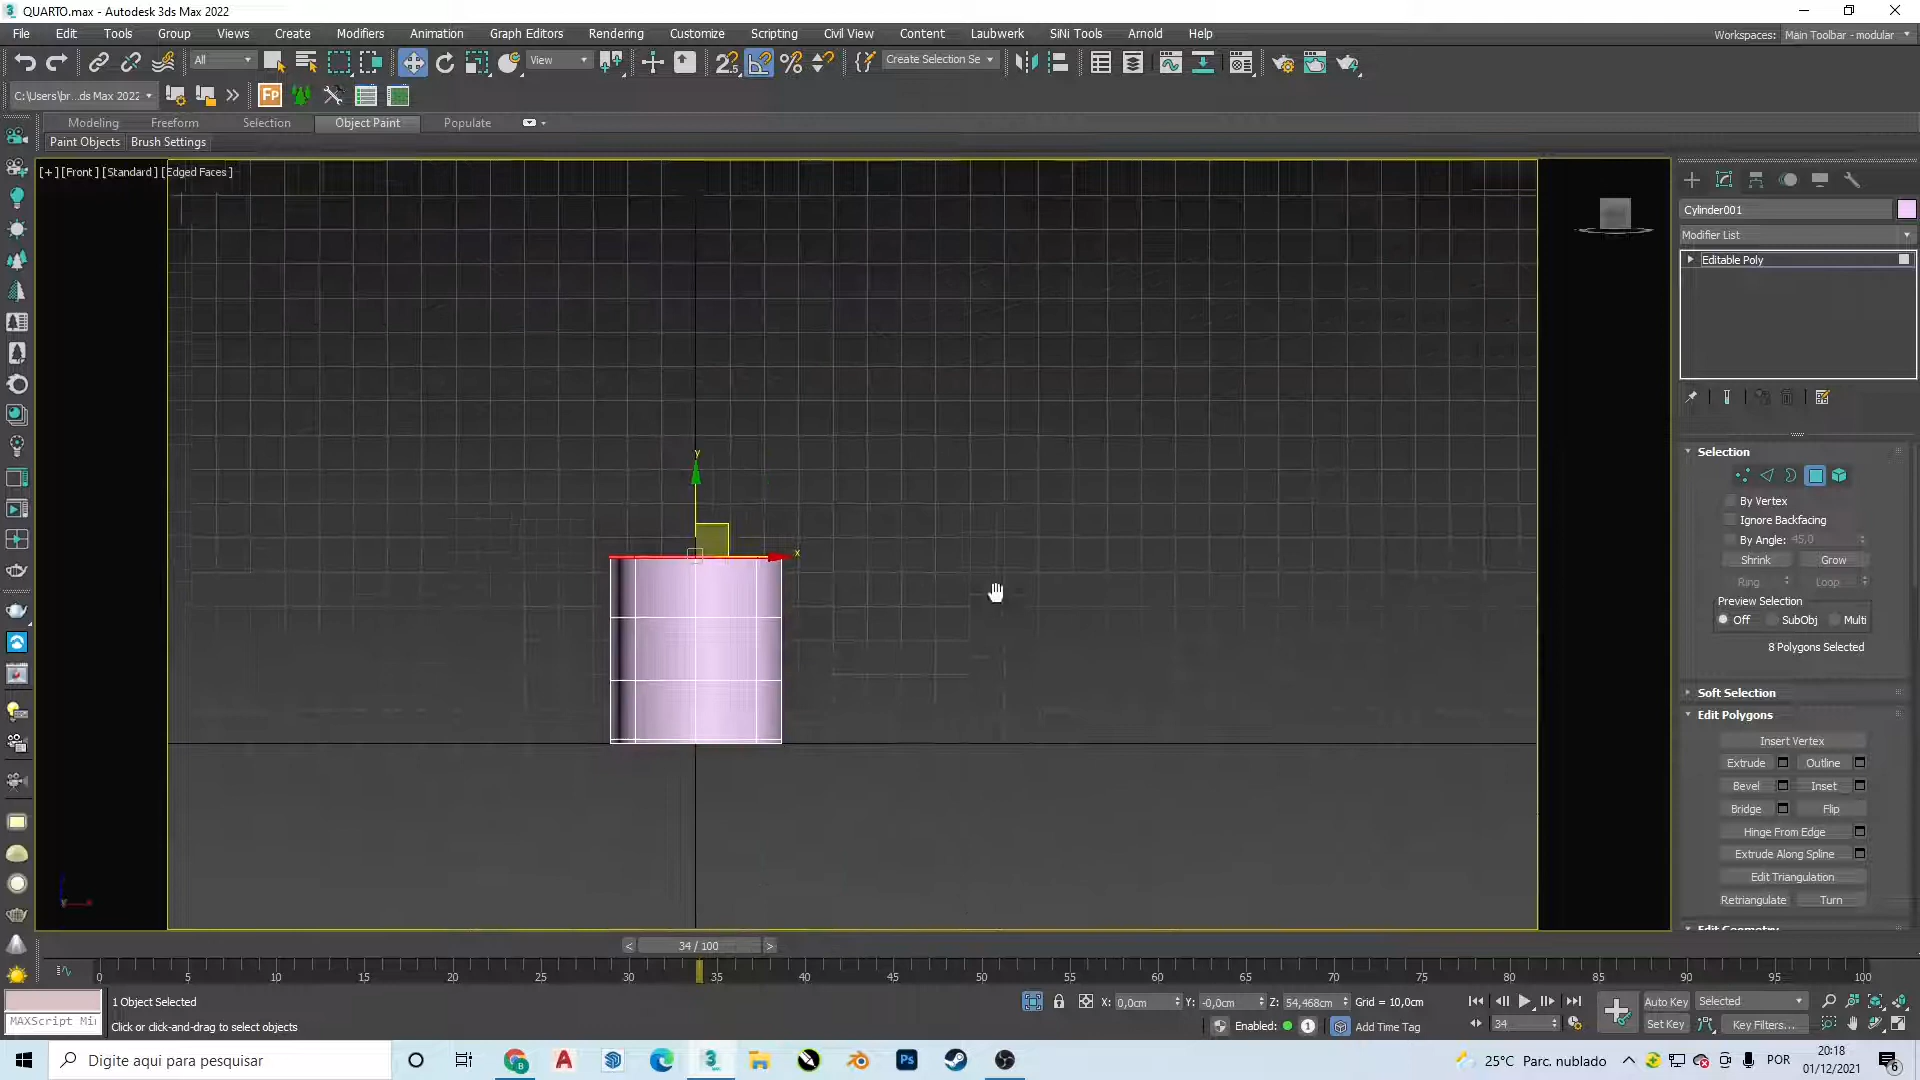 QUARTO.max - Autodesk 3ds Max 2022
File Edit Tools Group Views Create Modifiers Animation Graph Editors Rendering Customize Scripting Civil View Content Laubwerk SiNi Tools Arnold Help
Workspaces: Main Toolbar - modular
All View Create Selection Se
C:\Users\br...ds Max 2022 Fp
Modeling Freeform Selection Object Paint Populate
Paint Objects Brush Settings
[+] [Front ] [Standard ] [Edged Faces ]
Cylinder001
Modifier List
Editable Poly
y
x
Selection
By Vertex
Ignore Backfacing
By Angle: 45,0
Shrink Grow
Ring Loop
Preview Selection
Off SubObj Multi
8 Polygons Selected
Soft Selection
Edit Polygons
Insert Vertex
Extrude Outline
Bevel Inset
Bridge Flip
Hinge From Edge
Extrude Along Spline
Edit Triangulation
Retriangulate Turn
Edit Geometry
< 34 / 100 >
0 5 10 15 20 25 30 35 40 45 50 55 60 65 70 75 80 85 90 95 100
1 Object Selected X: 0,0cm Y: -0,0cm Z: 54,468cm Grid = 10,0cm Auto Key Selected
MAXScript Mi Click or click-and-drag to select objects Enabled: 1 Add Time Tag 34 Set Key Key Filters...
Digite aqui para pesquisar Ps 25°C Parc. nublado POR 20:18
01/12/2021 6